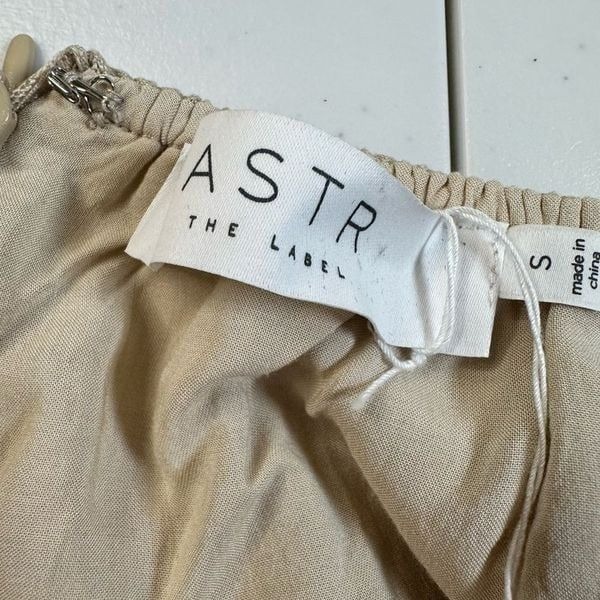 ASTR
THE LABEL
S
made in
china